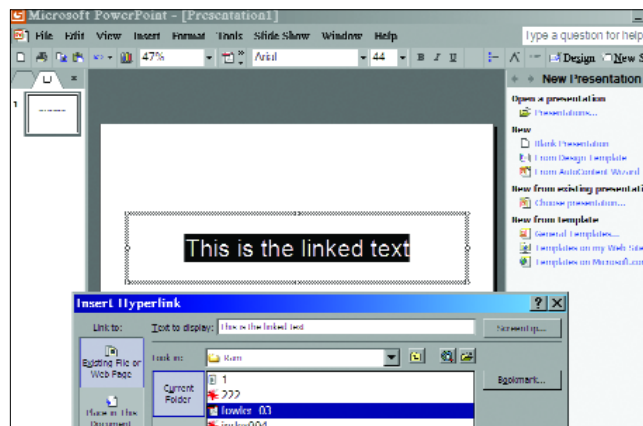 Microsoft PowerPoint - [Presentation1]
File Edit View Insert Format Tools Slide Show Window Help
Type a question for help
47% Arial 44 B I U Design New S
New Presentation
1
Open a presentation
Presentations...
New
Blank Presentation
From Design Template
From AutoContent Wizard
New from existing presentati
Choose presentation...
New from template
General Templates...
Templates on my Web Site
Templates on Microsoft.com
This is the linked text
Insert Hyperlink
Link to: Text to display: This is the linked text ScreenTip...
Existing File or Web Page
Look in: Ram
Bookmark...
Current Folder
1
222
fowler_03
Place in This Document